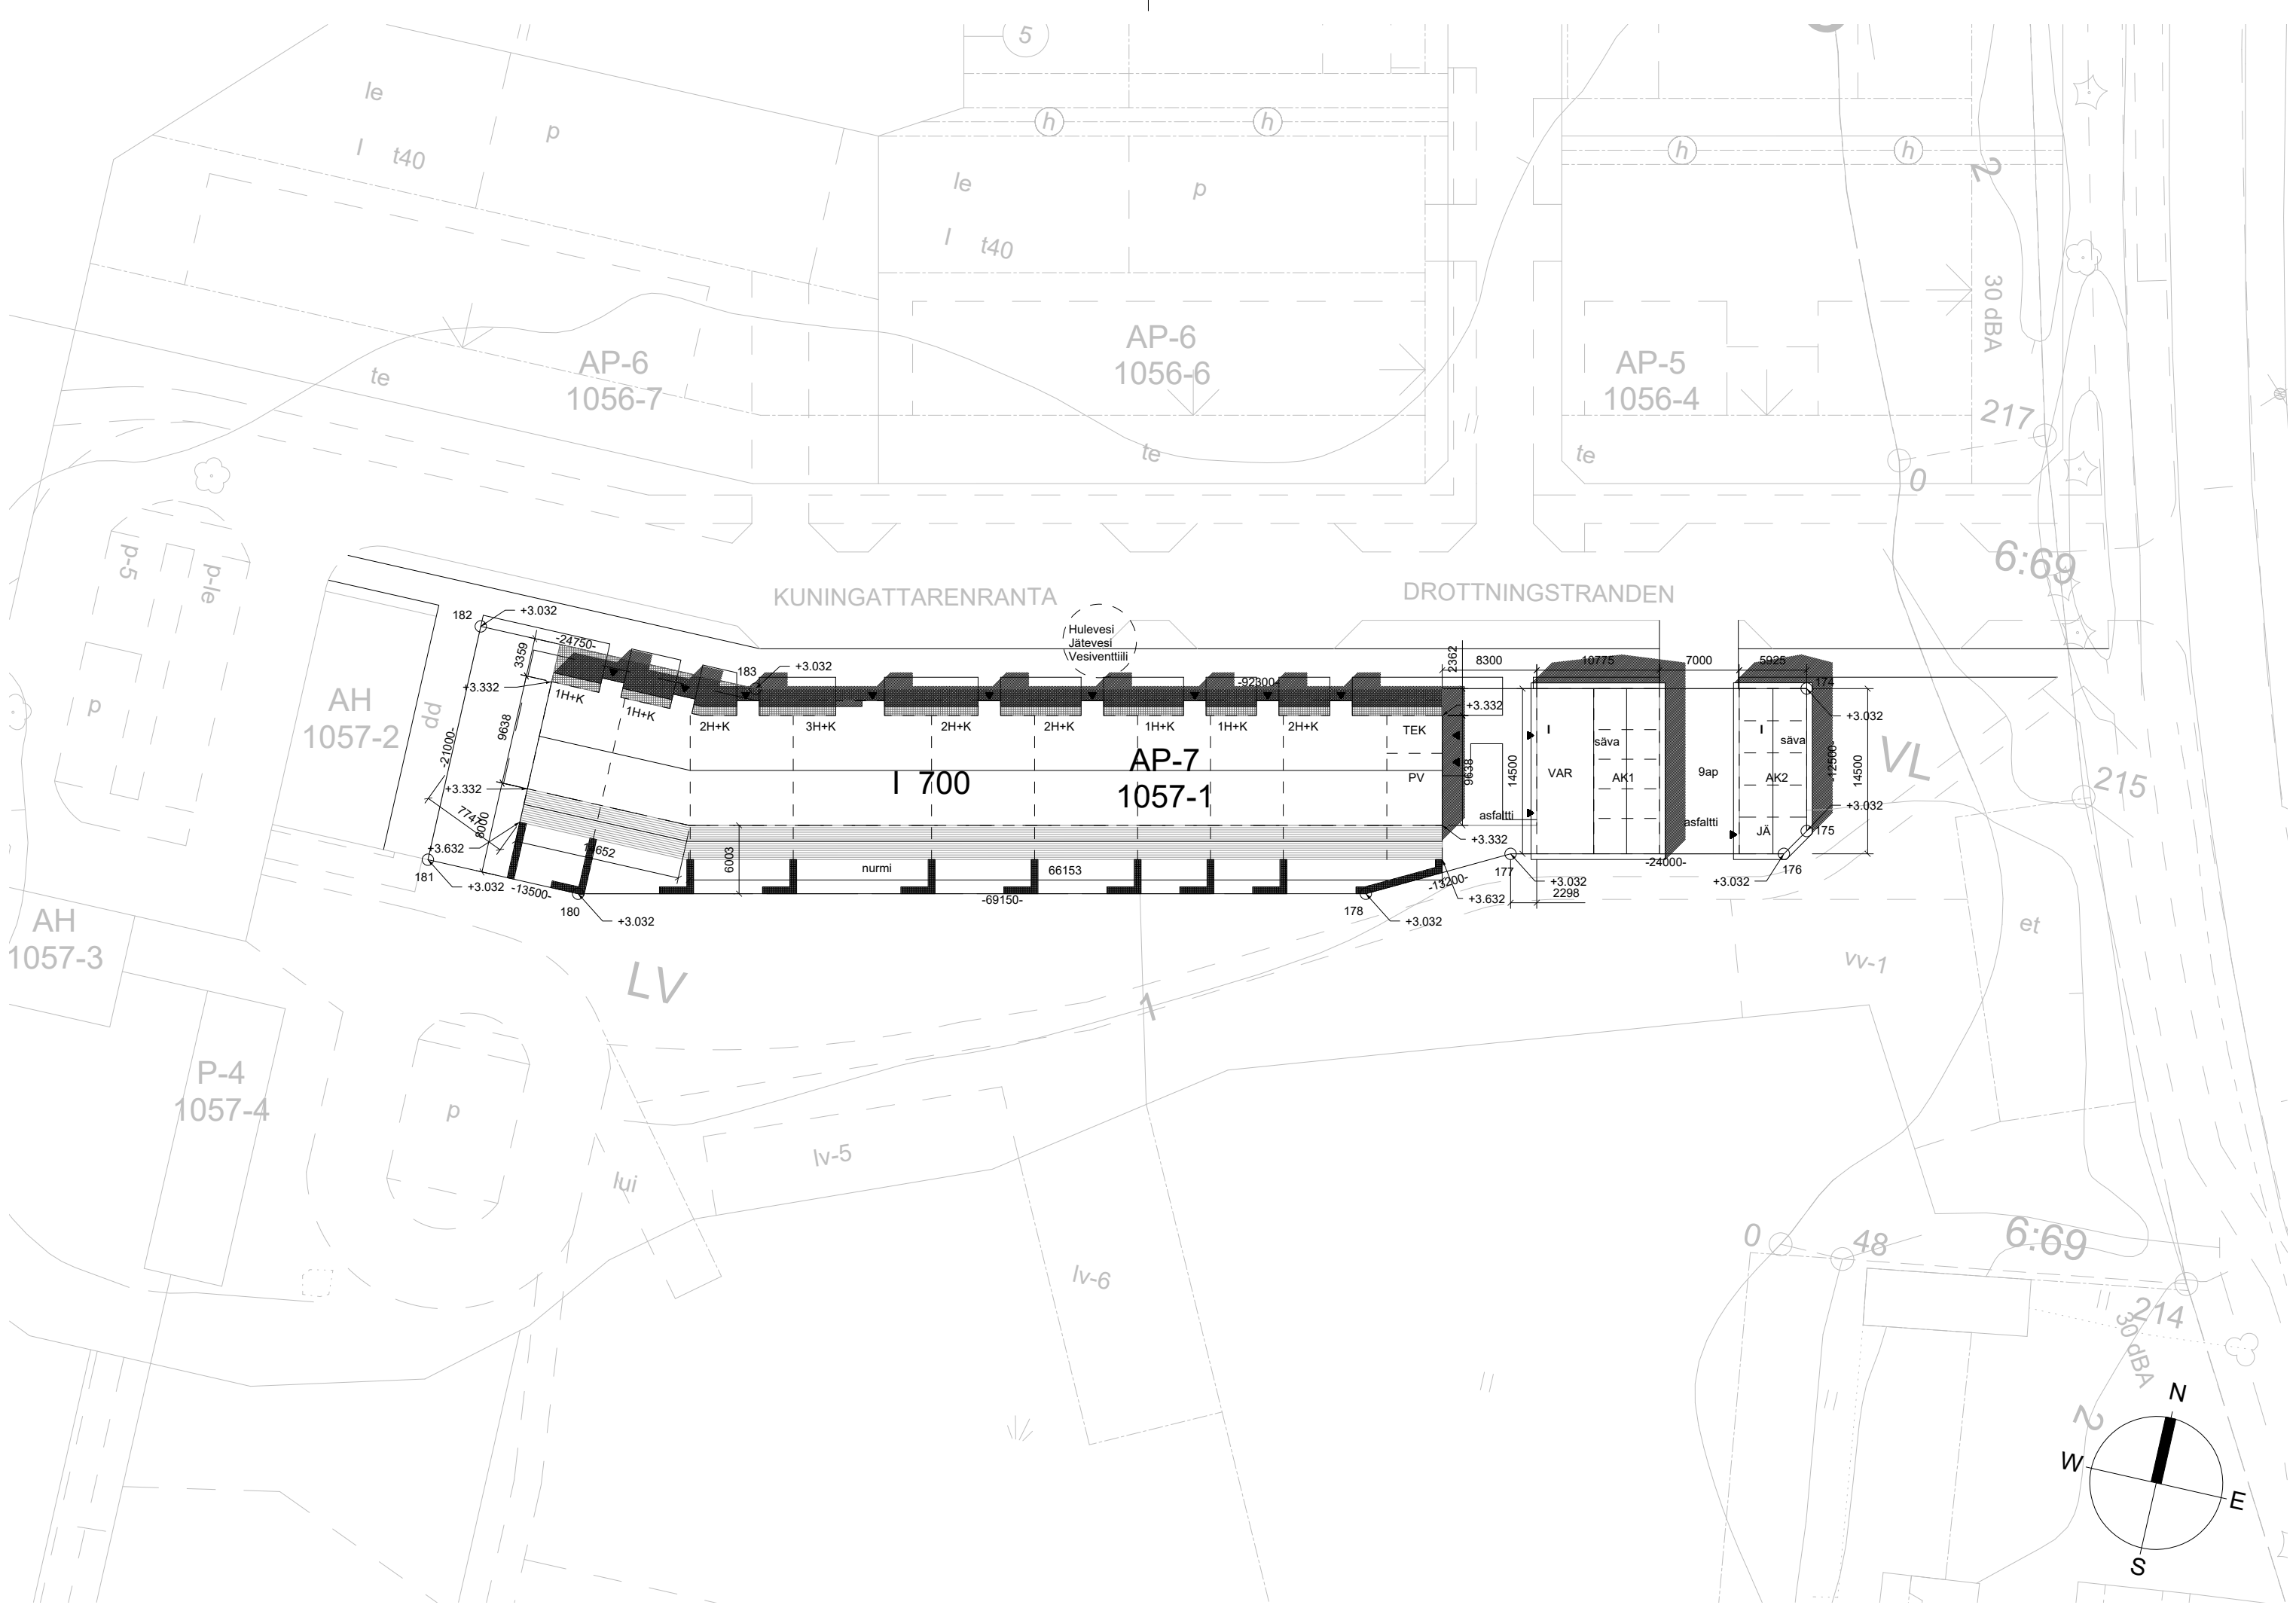 5
le
p
I t40
h
h
h
h
2
le
p
I t40
30 dBA
AP-6
1056-7
AP-6
1056-6
AP-5
1056-4
te
te
te
217
0
6:69
p-5
p-le
p
KUNINGATTARENRANTA
DROTTNINGSTRANDEN
Hulevesi
Jätevesi
Vesiventtiili
182
+3.032
-24750-
3359
183
+3.032
-92300-
2362
8300
10775
7000
5925
174
+3.332
1H+K
1H+K
2H+K
3H+K
2H+K
2H+K
1H+K
1H+K
2H+K
TEK
+3.332
+3.032
AH
1057-2
pp
9638
-21000-
I
säva
I
säva
VL
I 700
AP-7
1057-1
PV
9638
14500
VAR
AK1
9ap
AK2
-12500-
14500
215
+3.332
7747
8000
asfaltti
asfaltti
JÄ
+3.032
175
+3.632
+3.332
652
6003
nurmi
66153
-24000-
181
+3.032
-13500-
-69150-
-13200-
177
+3.032
+3.032
176
+3.632
2298
180
+3.032
178
+3.032
AH
1057-3
LV
1
vv-1
et
P-4
1057-4
p
lui
lv-5
lv-6
0
48
6:69
214
30 dBA
2
N
W
E
S